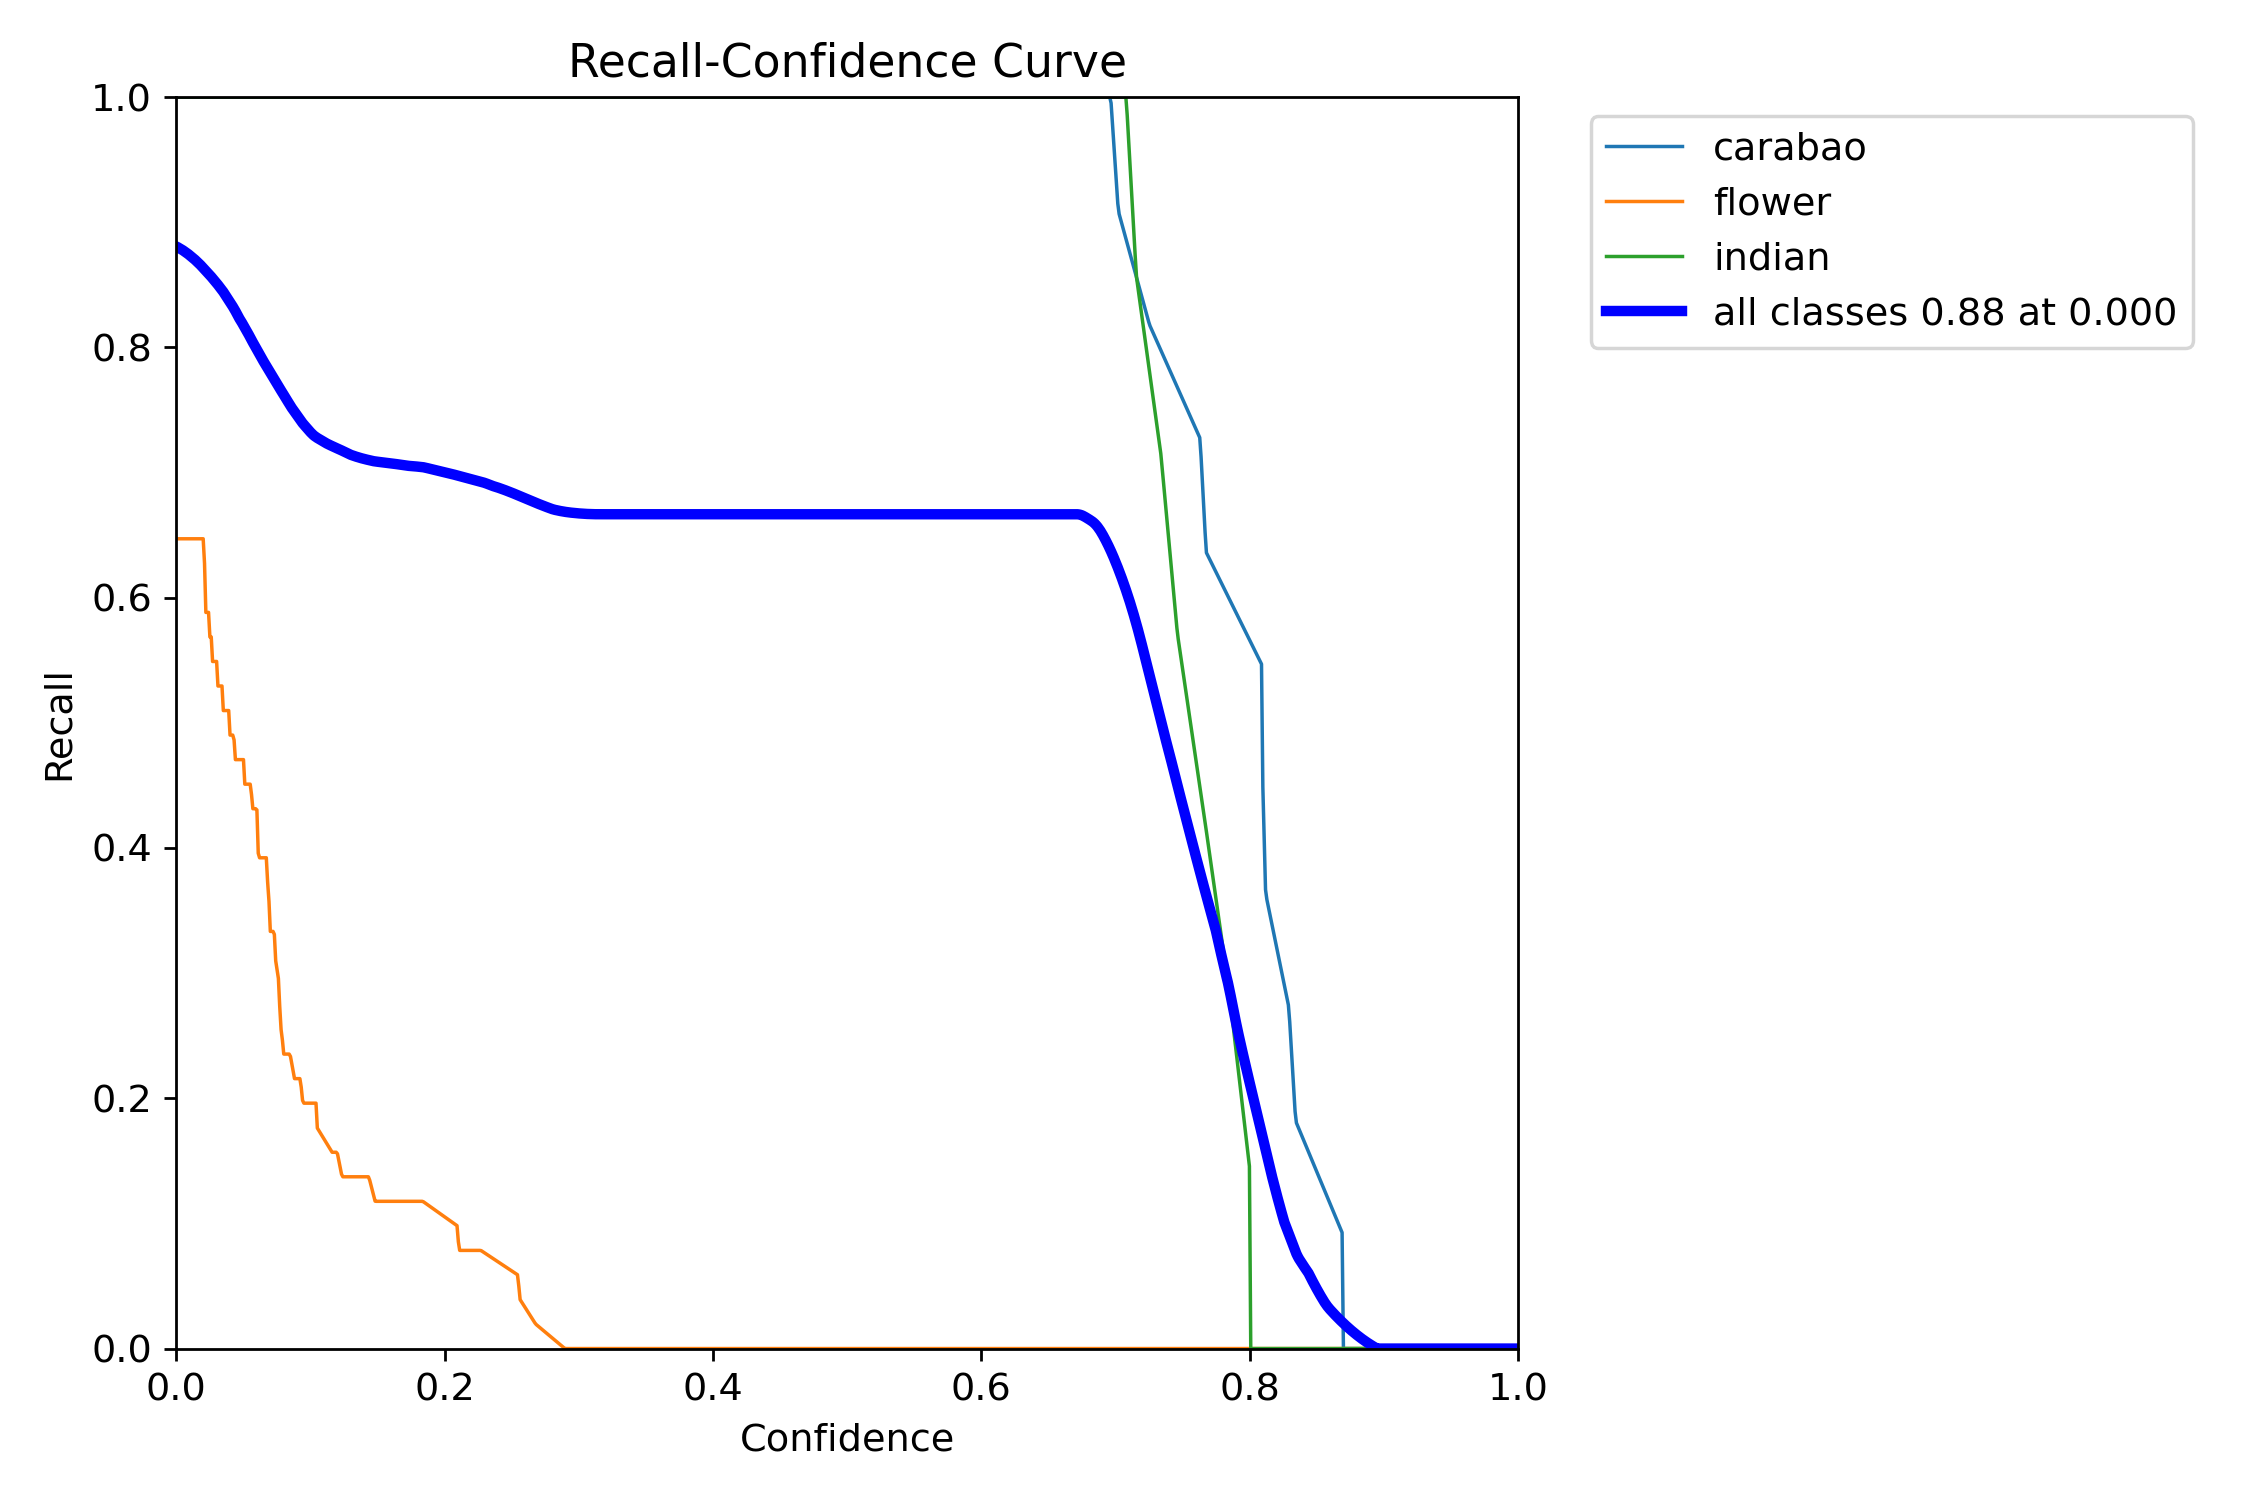 Recall-Confidence Curve
1.0
0.8
0.6
0.4
0.2
0.0
Recall
0.0 0.2 0.4 0.6 0.8 1.0
Confidence
carabao
flower
indian
all classes 0.88 at 0.000